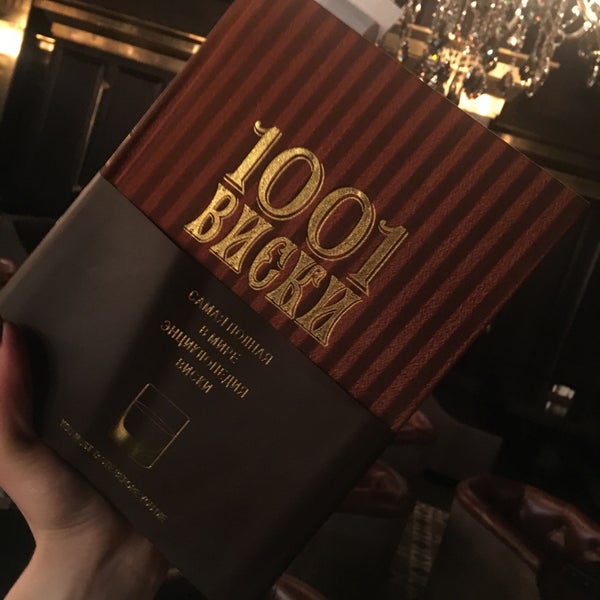 1001
ВИСКИ
САМАЯ ПОЛНАЯ
В МИРЕ
ЭНЦИКЛОПЕДИЯ
ВИСКИ